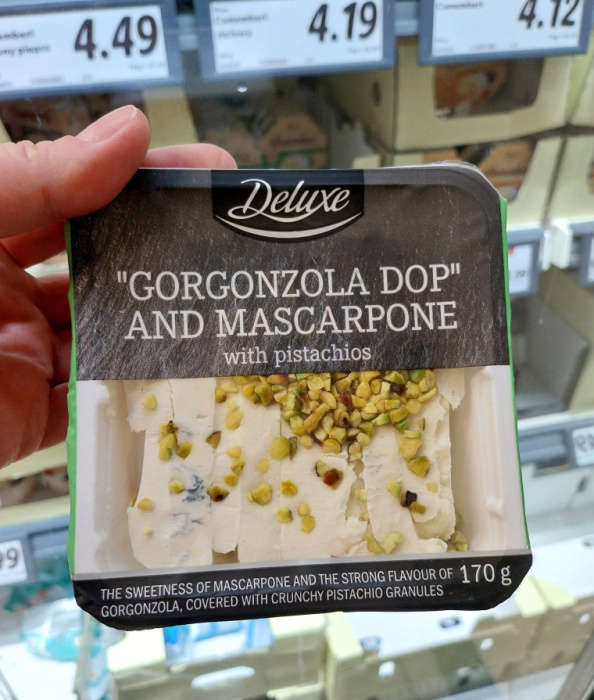 4.49
4.19
4.12
Deluxe
"GORGONZOLA DOP"
AND MASCARPONE
with pistachios
THE SWEETNESS OF MASCARPONE AND THE STRONG FLAVOUR OF
GORGONZOLA, COVERED WITH CRUNCHY PISTACHIO GRANULES
170 g